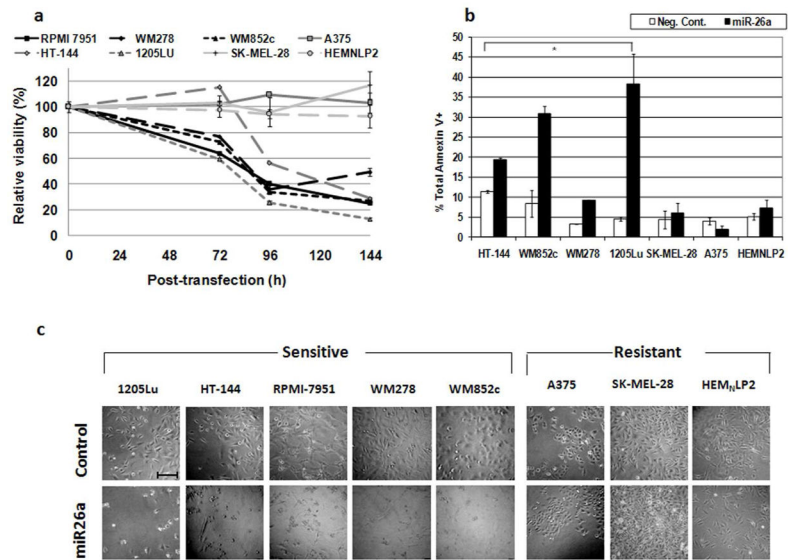 a
RPMI 7951 WM278 WM852c A375
HT-144 1205LU SK-MEL-28 HEMNLP2
Relative viability (%)
120
100
80
60
40
20
0
0 24 48 72 96 120 144
Post-transfection (h)
b
Neg. Cont. miR-26a
% Total Annexin V+
50
45
40
35
30
25
20
15
10
5
0
*
HT-144 WM852c WM278 1205Lu SK-MEL-28 A375 HEMNLP2
c
Sensitive Resistant
1205Lu HT-144 RPMI-7951 WM278 WM852c A375 SK-MEL-28 HEMNLP2
Control
miR26a